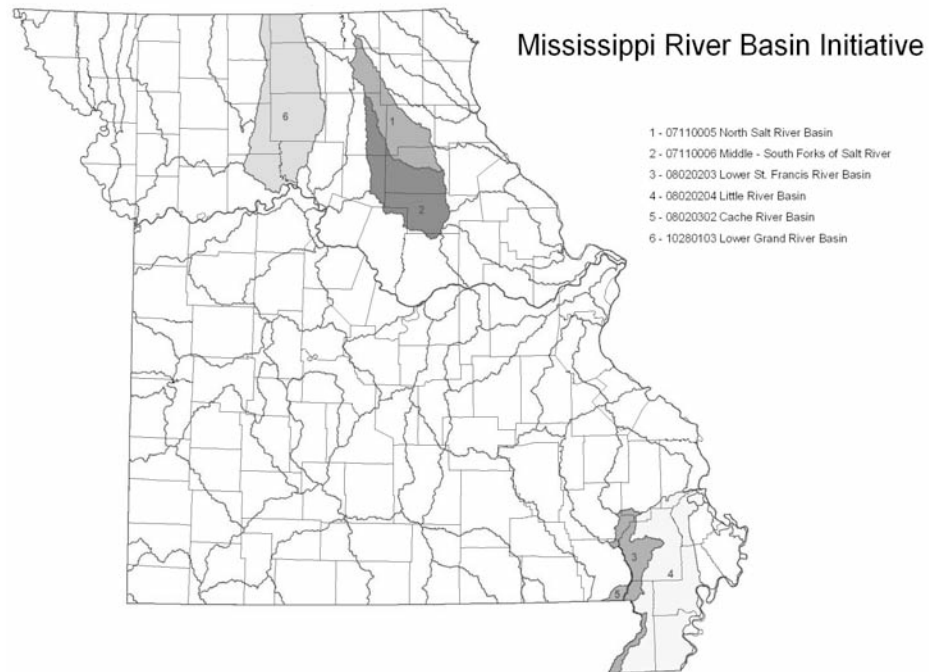 Mississippi River Basin Initiative
1 - 07110005 North Salt River Basin
2 - 07110006 Middle - South Forks of Salt River
3 - 08020203 Lower St. Francis River Basin
4 - 08020204 Little River Basin
5 - 08020302 Cache River Basin
6 - 10280103 Lower Grand River Basin
6
1
2
3
4
5